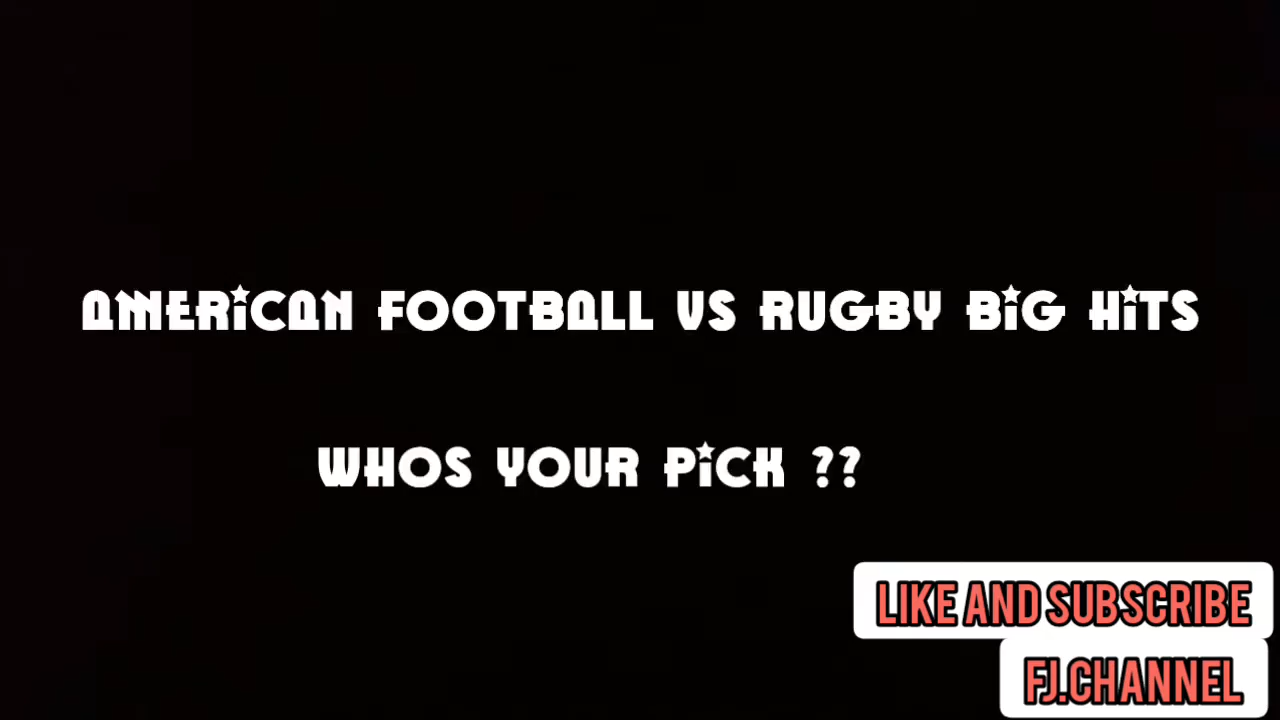 AMERiCAN FOOTBALL VS RUGBY BiG HiTS
WHOS YOUR PiCK ??
LIKE AND SUBSCRIBE
FJ.CHANNEL